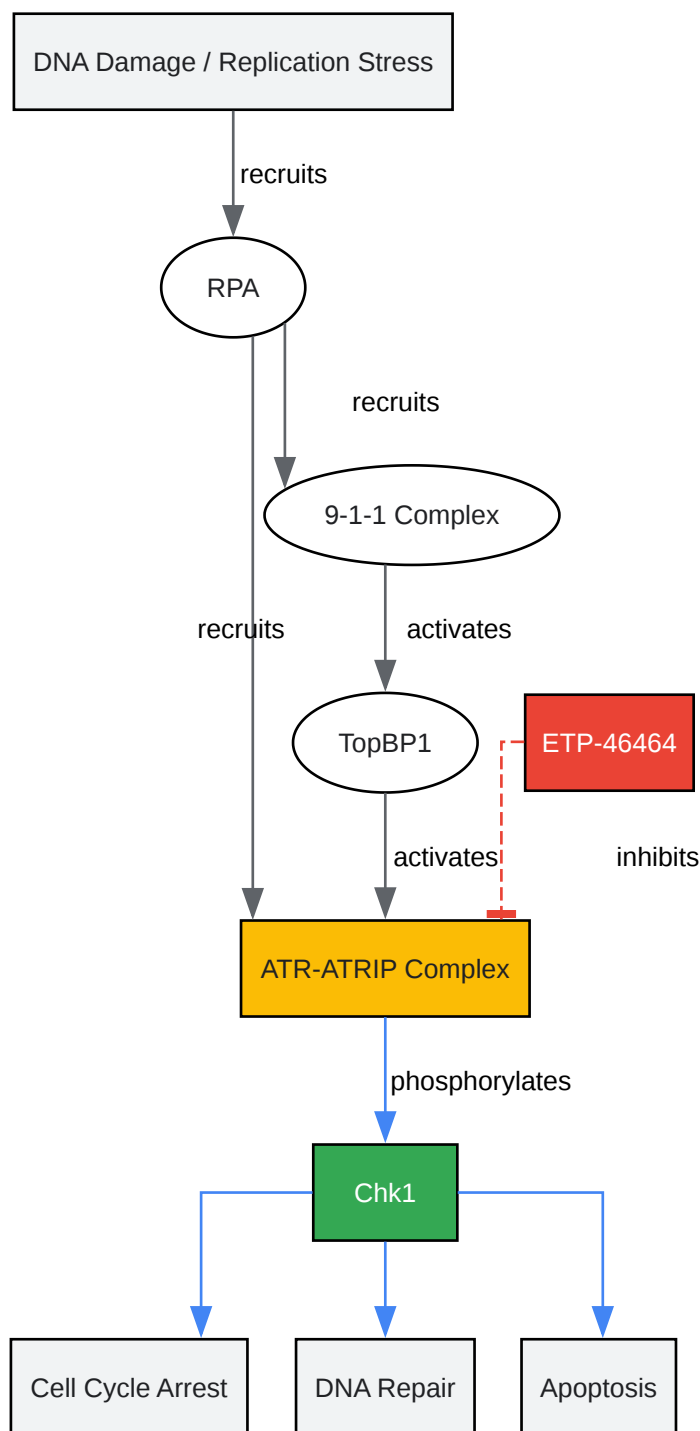 DNA Damage / Replication Stress
recruits
RPA
recruits
9-1-1 Complex
recruits
activates
TopBP1
ETP-46464
activates
inhibits
ATR-ATRIP Complex
phosphorylates
Chk1
Cell Cycle Arrest
DNA Repair
Apoptosis